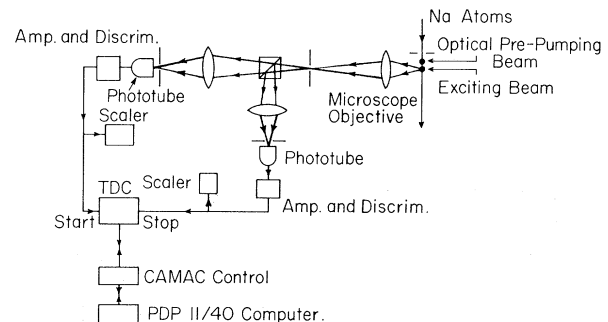 Na Atoms
Amp. and Discrim.
Optical Pre-Pumping
Beam
Phototube
Microscope
Objective
Exciting Beam
Scaler
Phototube
Scaler
TDC
Start
Stop
Amp. and Discrim.
CAMAC Control
PDP 11/40 Computer.